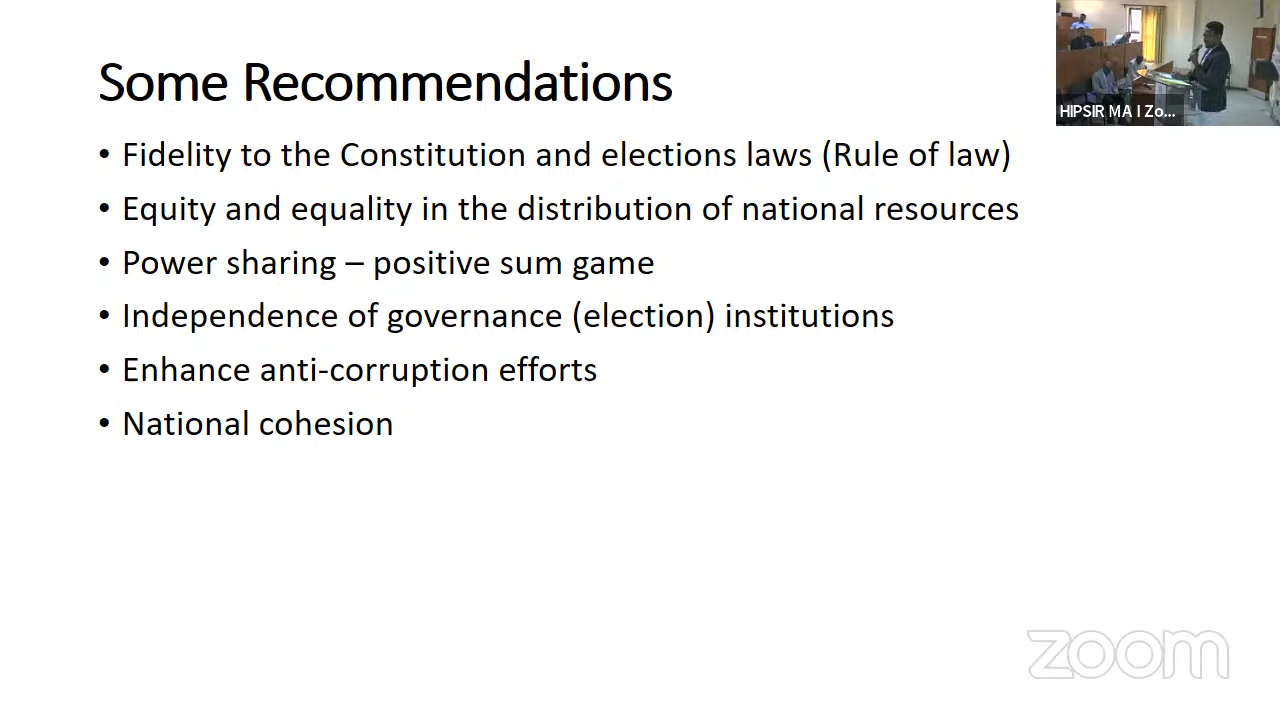 Some Recommendations
• Fidelity to the Constitution and elections laws (Rule of law)
• Equity and equality in the distribution of national resources
• Power sharing – positive sum game
• Independence of governance (election) institutions
• Enhance anti-corruption efforts
• National cohesion
HIPSIR MA I Zo...
zoom